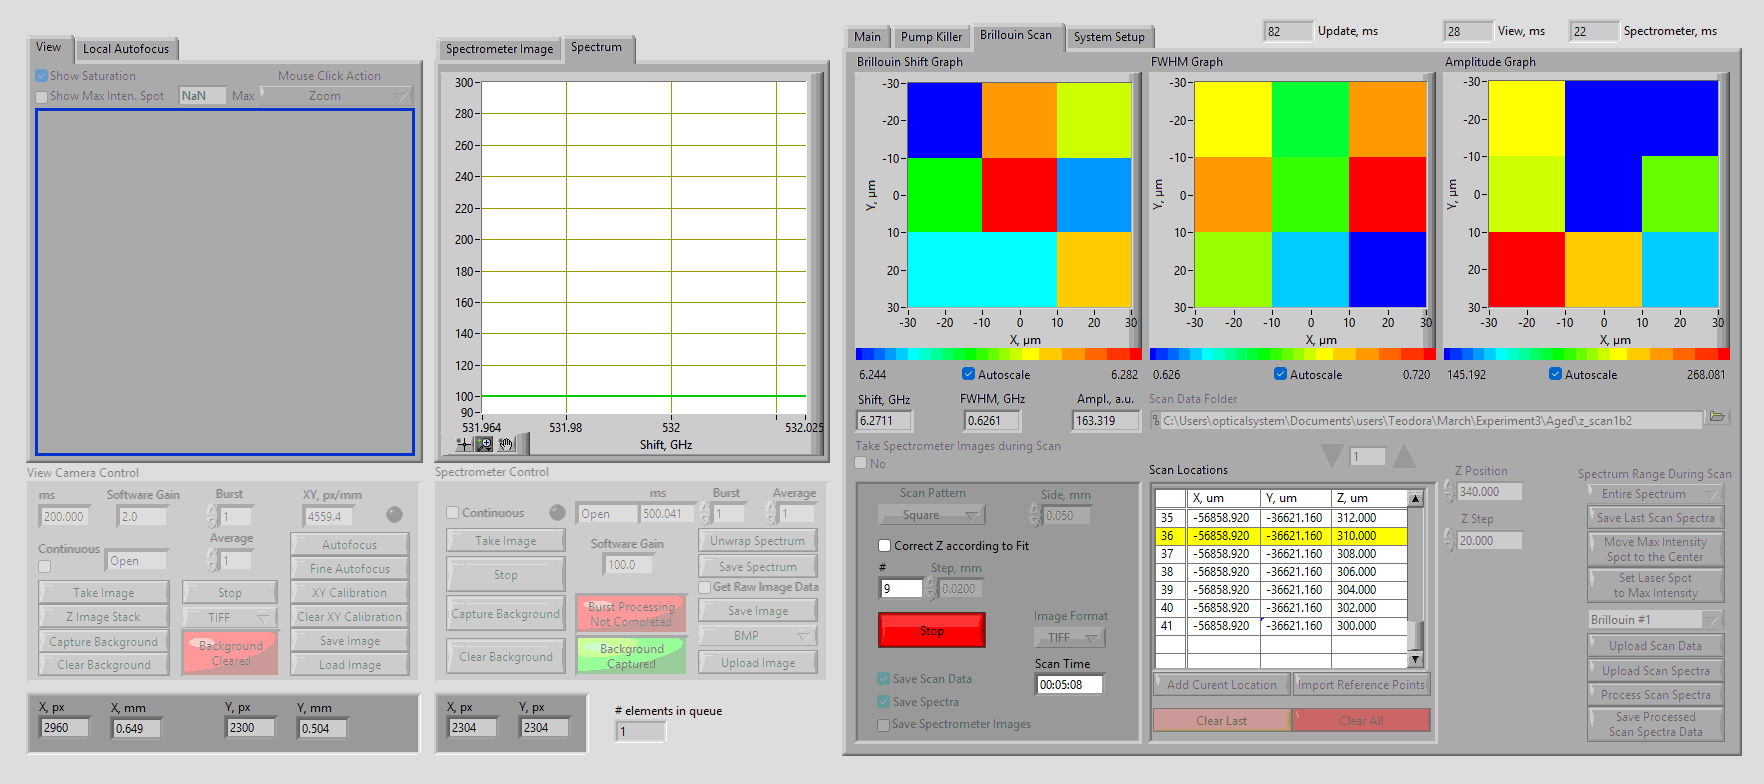 View
Local Autofocus
Show Saturation
Mouse Click Action
Show Max Inten. Spot
NaN
Max
Zoom
View Camera Control
ms
Software Gain
Burst
XY, px/mm
200.000
2.0
1
4559.4
Average
Continuous
Open
1
Autofocus
Fine Autofocus
Take Image
Stop
XY Calibration
Z Image Stack
TIFF
Clear XY Calibration
Capture Background
Background
Cleared
Save Image
Clear Background
Load Image
X, px
X, mm
Y, px
Y, mm
2960
0.649
2300
0.504
Spectrometer Image
Spectrum
300
280
260
240
220
200
180
160
140
120
100
90
531.964
531.98
532
532.025
Shift, GHz
Spectrometer Control
ms
Burst
Average
Continuous
Open
500.041
1
1
Take Image
Software Gain
Unwrap Spectrum
Stop
100.0
Save Spectrum
Get Raw Image Data
Capture Background
Burst Processing
Not Completed
Save Image
BMP
Clear Background
Background
Captured
Upload Image
X, px
Y, px
2304
2304
# elements in queue
1
82
Update, ms
28
View, ms
22
Spectrometer, ms
Main
Pump Killer
Brillouin Scan
System Setup
Brillouin Shift Graph
-30
-20
-10
0
10
20
30
Y, µm
-30
-20
-10
0
10
20
30
X, µm
6.244
Autoscale
6.282
FWHM Graph
-30
-20
-10
0
10
20
30
Y, µm
-30
-20
-10
0
10
20
30
X, µm
0.626
Autoscale
0.720
Amplitude Graph
-30
-20
-10
0
10
20
30
Y, µm
-30
-20
-10
0
10
20
30
X, µm
145.192
Autoscale
268.081
Shift, GHz
FWHM, GHz
Ampl., a.u.
6.2711
0.6261
163.319
Scan Data Folder
C:\Users\opticalsystem\Documents\users\Teodora\March\Experiment3\Aged\z_scan1b2
Take Spectrometer Images during Scan
No
1
Scan Pattern
Side, mm
Square
0.050
Correct Z according to Fit
#
Step, mm
9
0.0200
Stop
Image Format
TIFF
Scan Time
00:05:08
Save Scan Data
Save Spectra
Save Spectrometer Images
Scan Locations
X, um
Y, um
Z, um
35 -56858.920 -36621.160 312.000
36 -56858.920 -36621.160 310.000
37 -56858.920 -36621.160 308.000
38 -56858.920 -36621.160 306.000
39 -56858.920 -36621.160 304.000
40 -56858.920 -36621.160 302.000
41 -56858.920 -36621.160 300.000
Add Curent Location
Import Reference Points
Clear Last
Clear All
Z Position
340.000
Z Step
20.000
Spectrum Range During Scan
Entire Spectrum
Save Last Scan Spectra
Move Max Intensity
Spot to the Center
Set Laser Spot
to Max Intensity
Brillouin #1
Upload Scan Data
Upload Scan Spectra
Process Scan Spectra
Save Processed
Scan Spectra Data